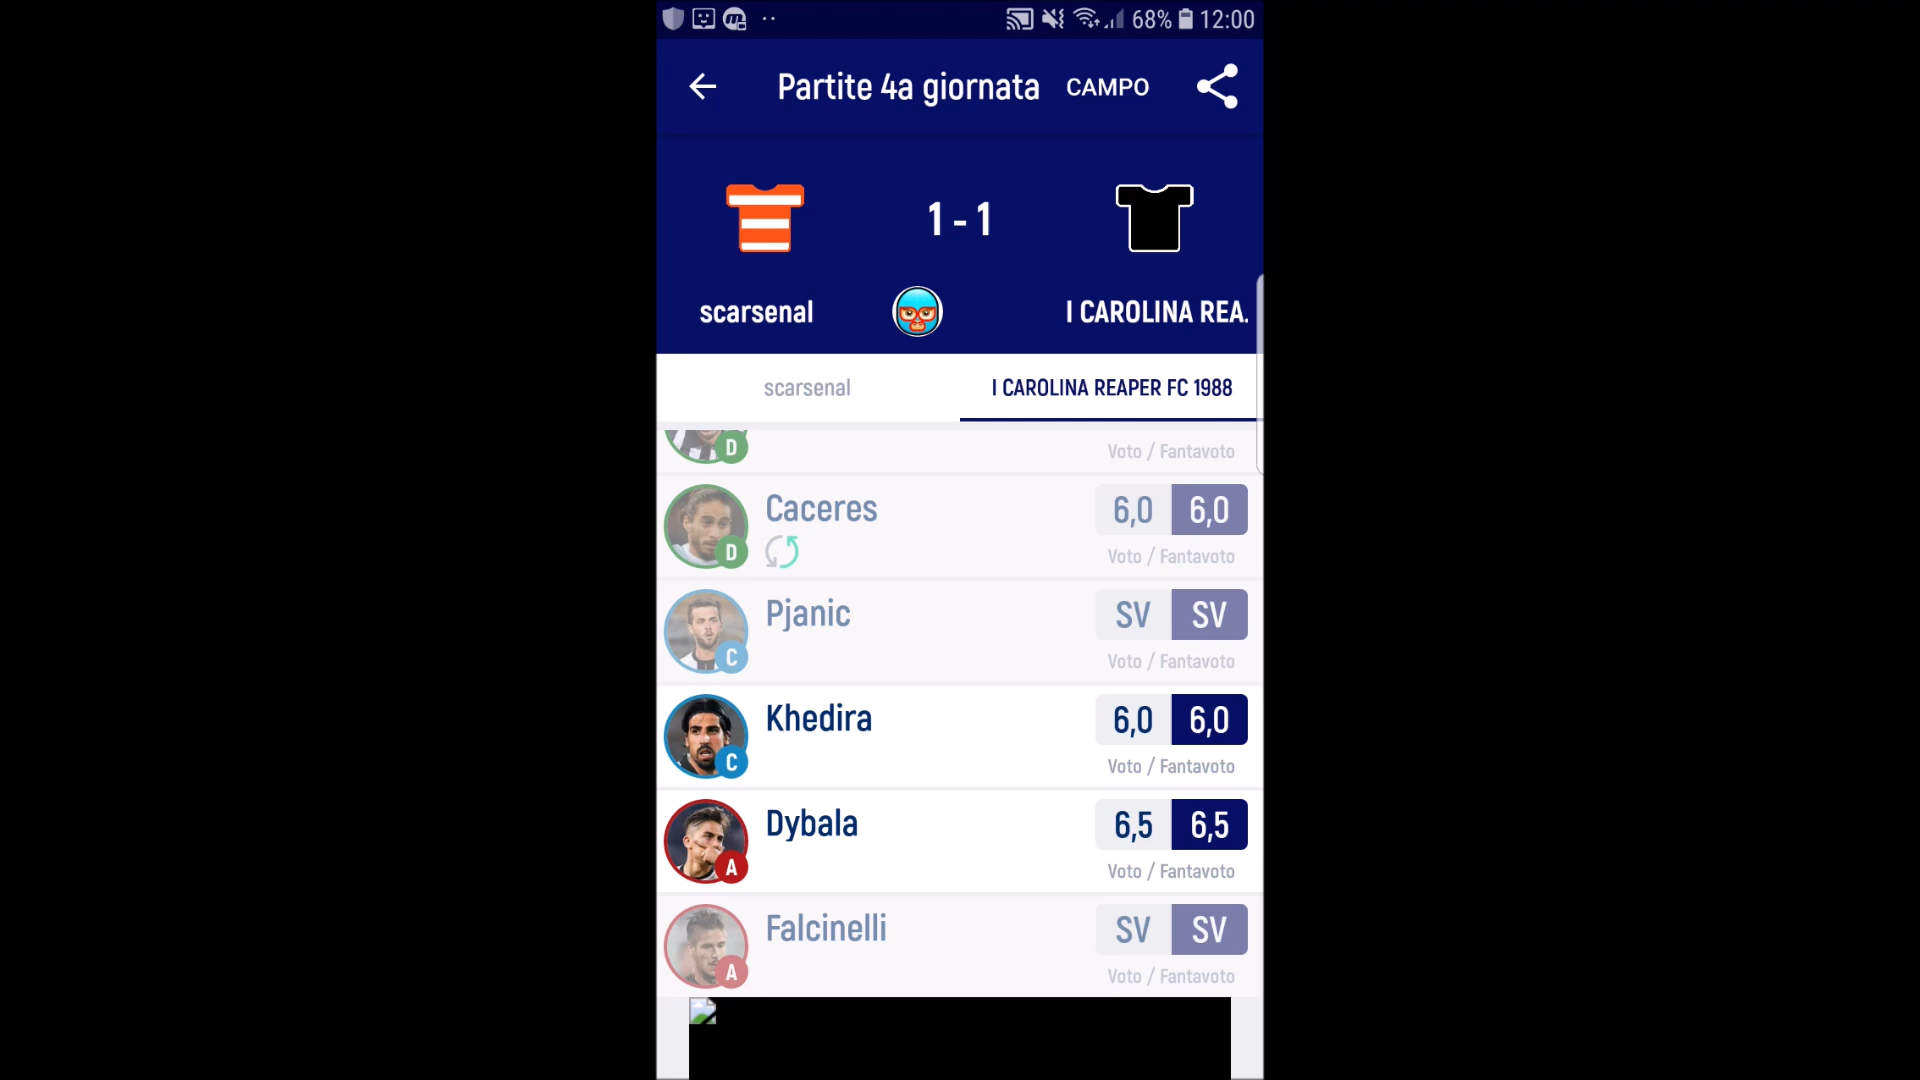 68% 12:00
Partite 4a giornata CAMPO
1 - 1
scarsenal I CAROLINA REA.
scarsenal I CAROLINA REAPER FC 1988
D Voto / Fantavoto
Caceres 6,0 6,0
D Voto / Fantavoto
Pjanic SV SV
C Voto / Fantavoto
Khedira 6,0 6,0
C Voto / Fantavoto
Dybala 6,5 6,5
A Voto / Fantavoto
Falcinelli SV SV
A Voto / Fantavoto